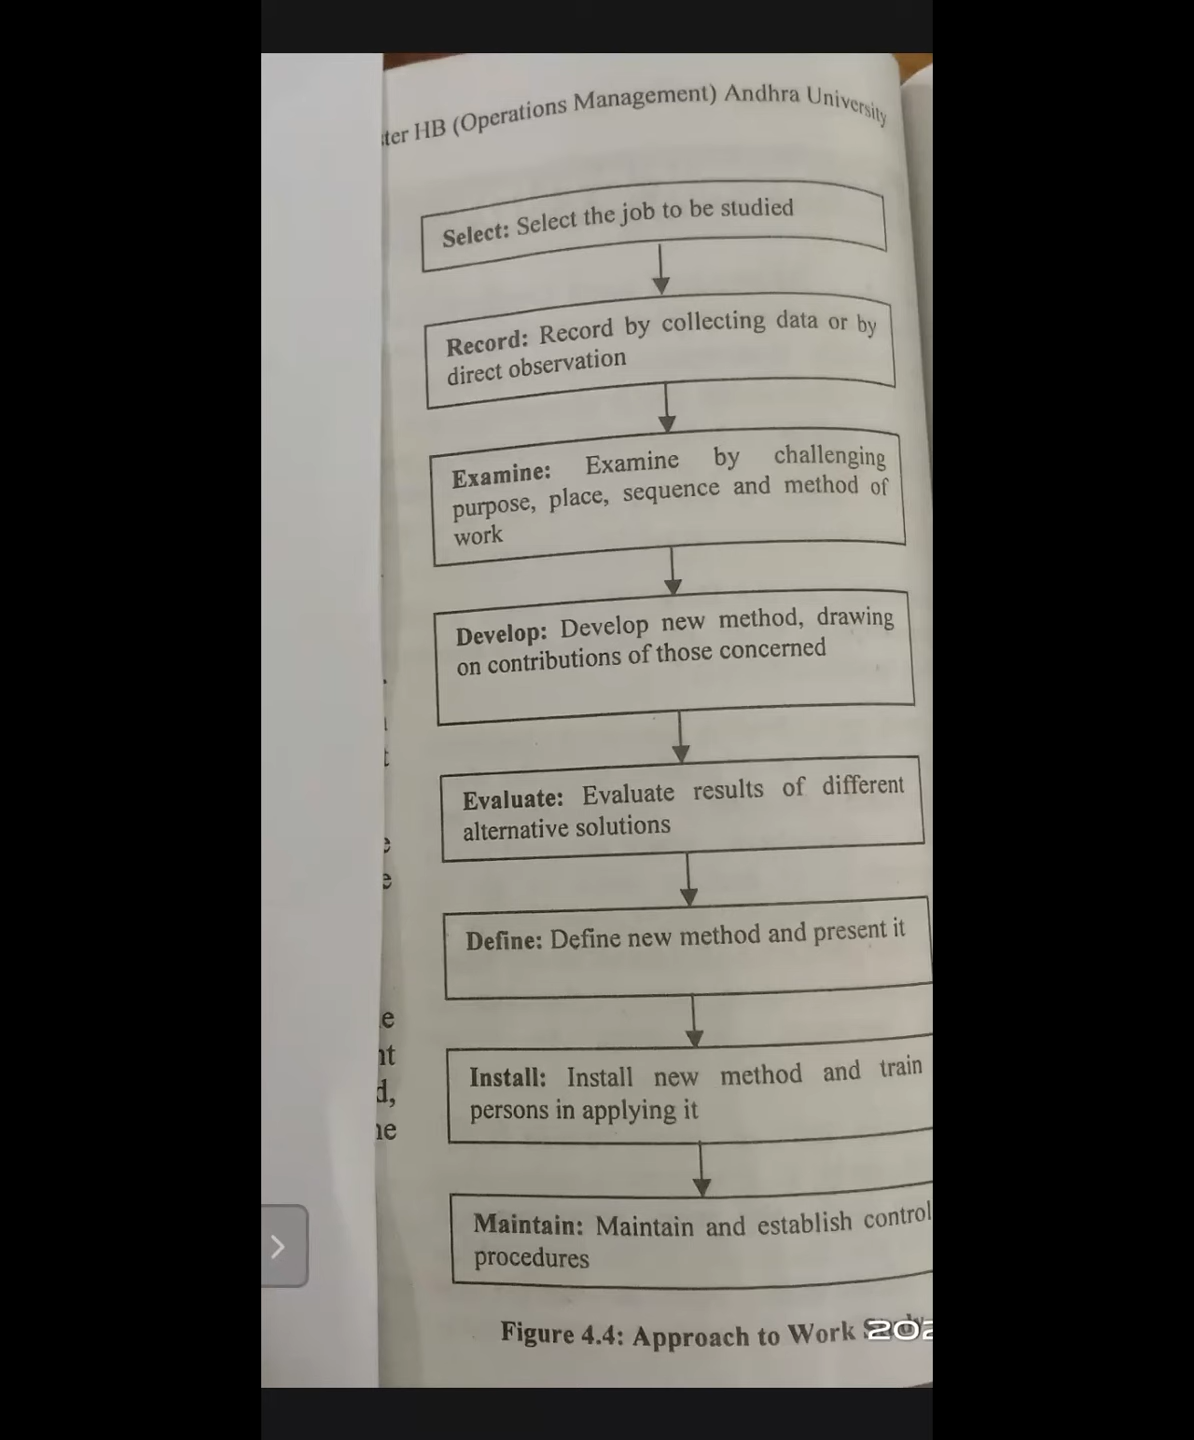 ter HB (Operations Management) Andhra University
Select: Select the job to be studied
Record: Record by collecting data or by
direct observation
Examine: Examine by challenging
purpose, place, sequence and method of
work
Develop: Develop new method, drawing
on contributions of those concerned
Evaluate: Evaluate results of different
alternative solutions
Define: Define new method and present it
Install: Install new method and train
persons in applying it
Maintain: Maintain and establish control
procedures
Figure 4.4: Approach to Work